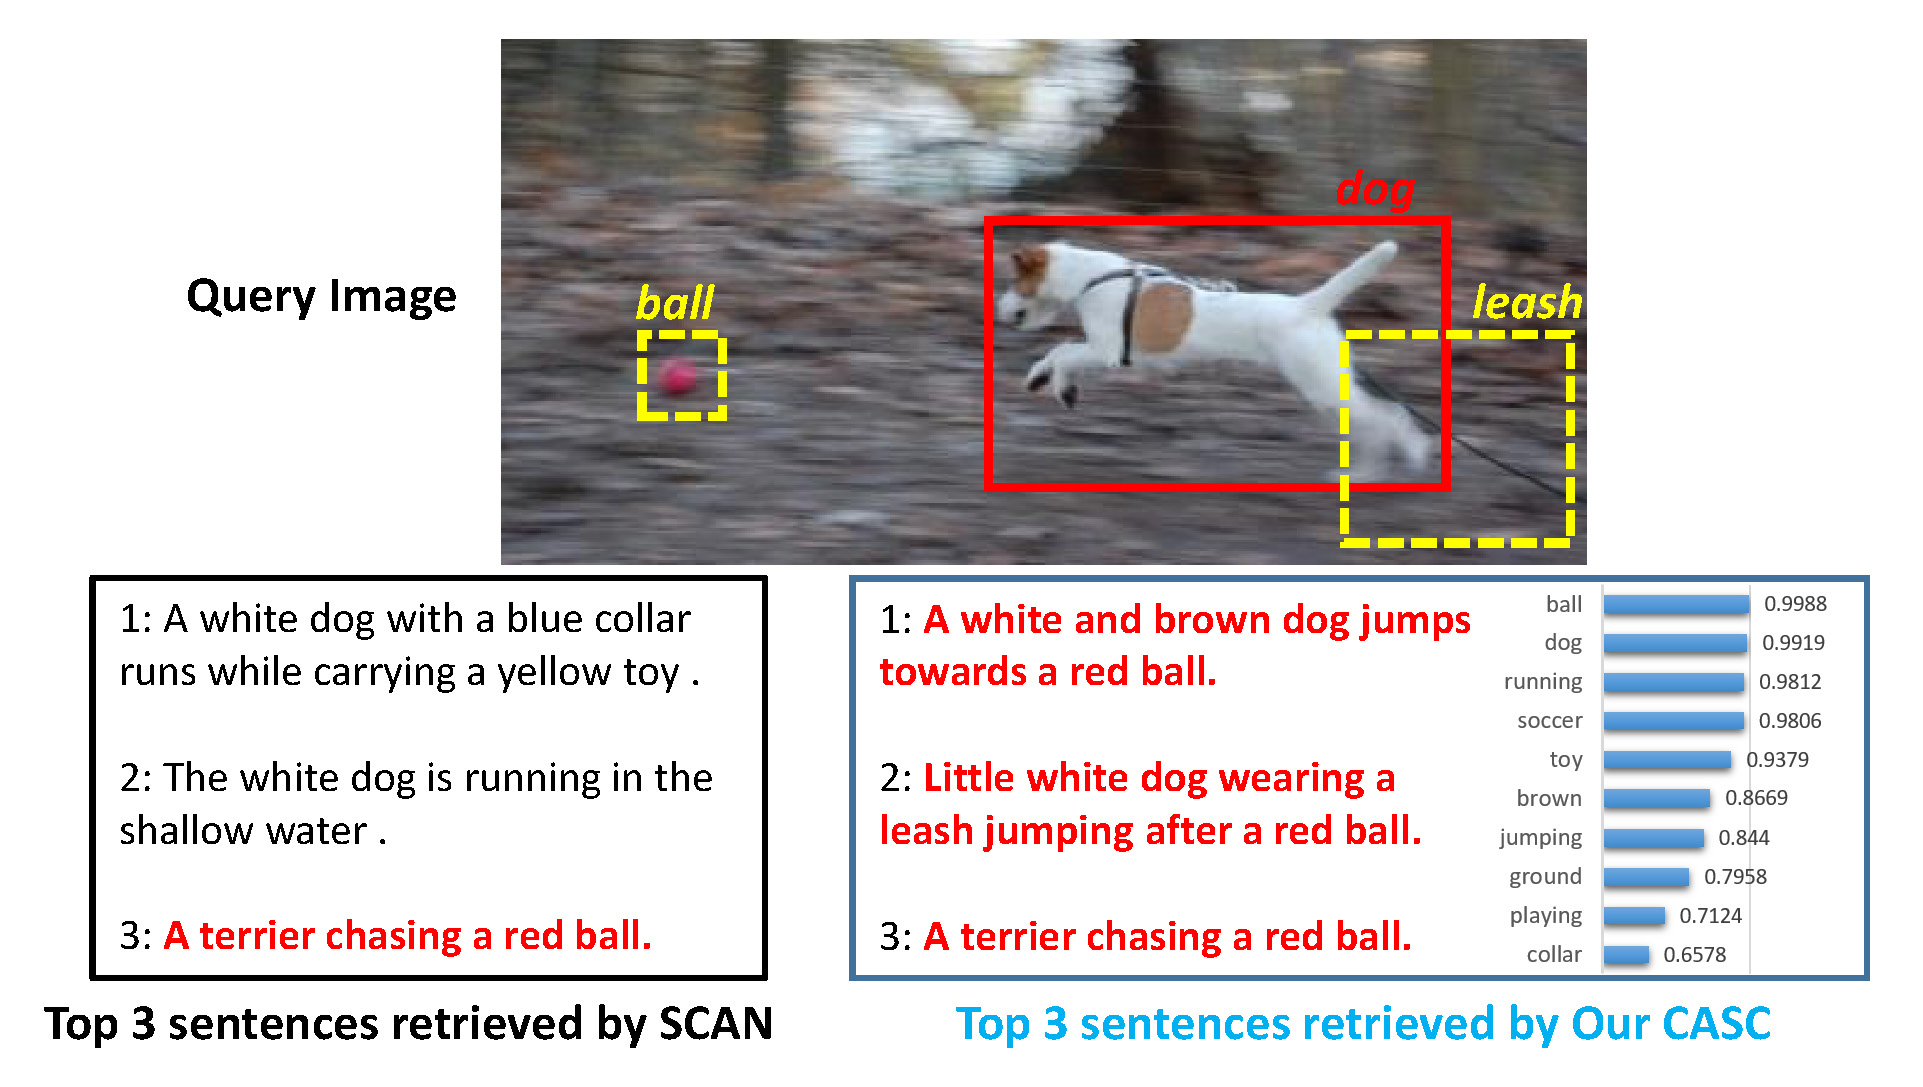 dog
Query Image
ball
leash
1: A white dog with a blue collar
runs while carrying a yellow toy .
2: The white dog is running in the
shallow water .
3: A terrier chasing a red ball.
Top 3 sentences retrieved by SCAN
1: A white and brown dog jumps
towards a red ball.
2: Little white dog wearing a
leash jumping after a red ball.
3: A terrier chasing a red ball.
ball 0.9988
dog 0.9919
running 0.9812
soccer 0.9806
toy 0.9379
brown 0.8669
jumping 0.844
ground 0.7958
playing 0.7124
collar 0.6578
Top 3 sentences retrieved by Our CASC